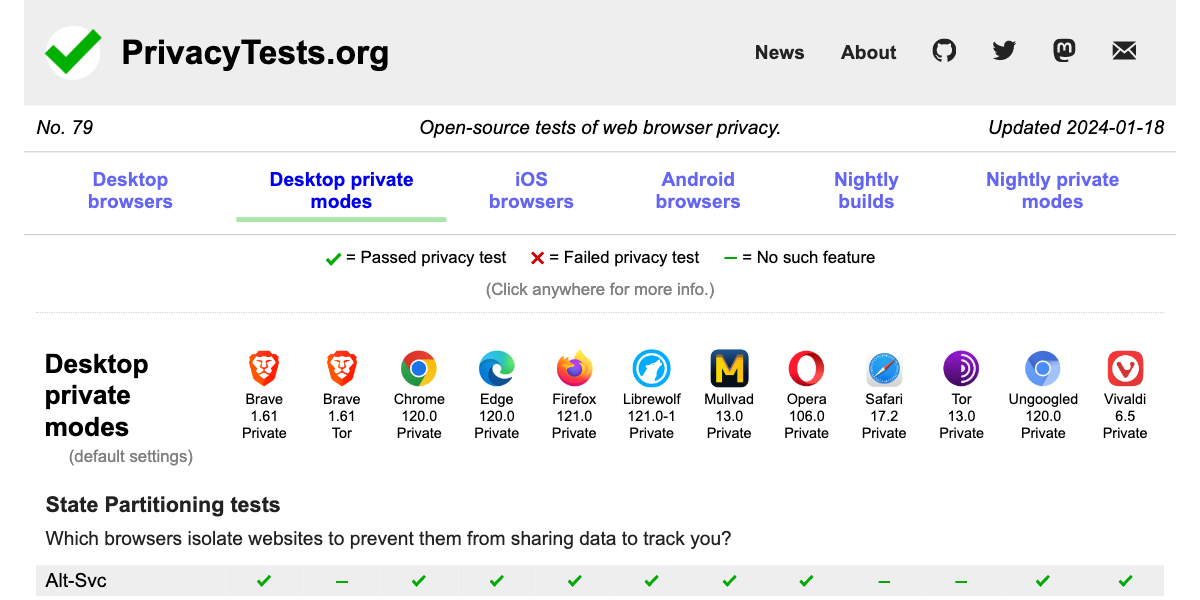 PrivacyTests.org
News About
No. 79 Open-source tests of web browser privacy. Updated 2024-01-18
Desktop browsers
Desktop private modes
iOS browsers
Android browsers
Nightly builds
Nightly private modes
= Passed privacy test = Failed privacy test = No such feature
(Click anywhere for more info.)
Desktop
private
modes
(default settings)
Brave 1.61 Private
Brave 1.61 Tor
Chrome 120.0 Private
Edge 120.0 Private
Firefox 121.0 Private
Librewolf 121.0-1 Private
Mullvad 13.0 Private
Opera 106.0 Private
Safari 17.2 Private
Tor 13.0 Private
Ungoogled 120.0 Private
Vivaldi 6.5 Private
State Partitioning tests
Which browsers isolate websites to prevent them from sharing data to track you?
Alt-Svc